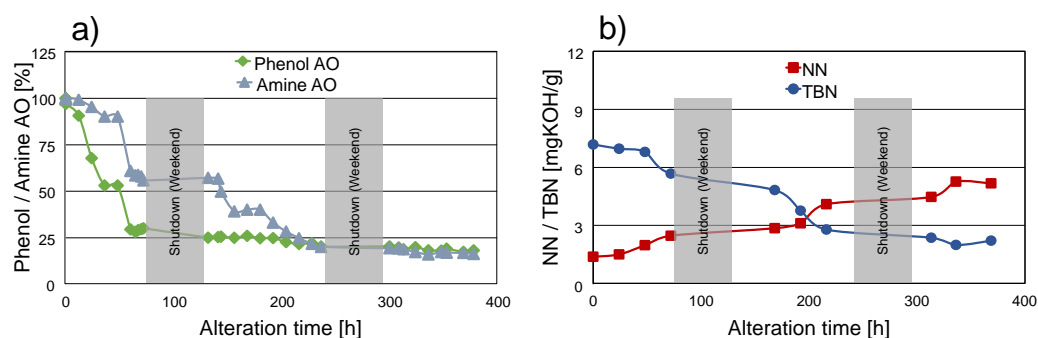 a)
125
100
75
50
25
0
Phenol / Amine AO [%]
Phenol AO
Amine AO
Shutdown (Weekend)
Shutdown (Weekend)
0
100
200
300
400
Alteration time [h]
b)
12
9
6
3
0
NN / TBN [mgKOH/g]
NN
TBN
Shutdown (Weekend)
Shutdown (Weekend)
0
100
200
300
400
Alteration time [h]